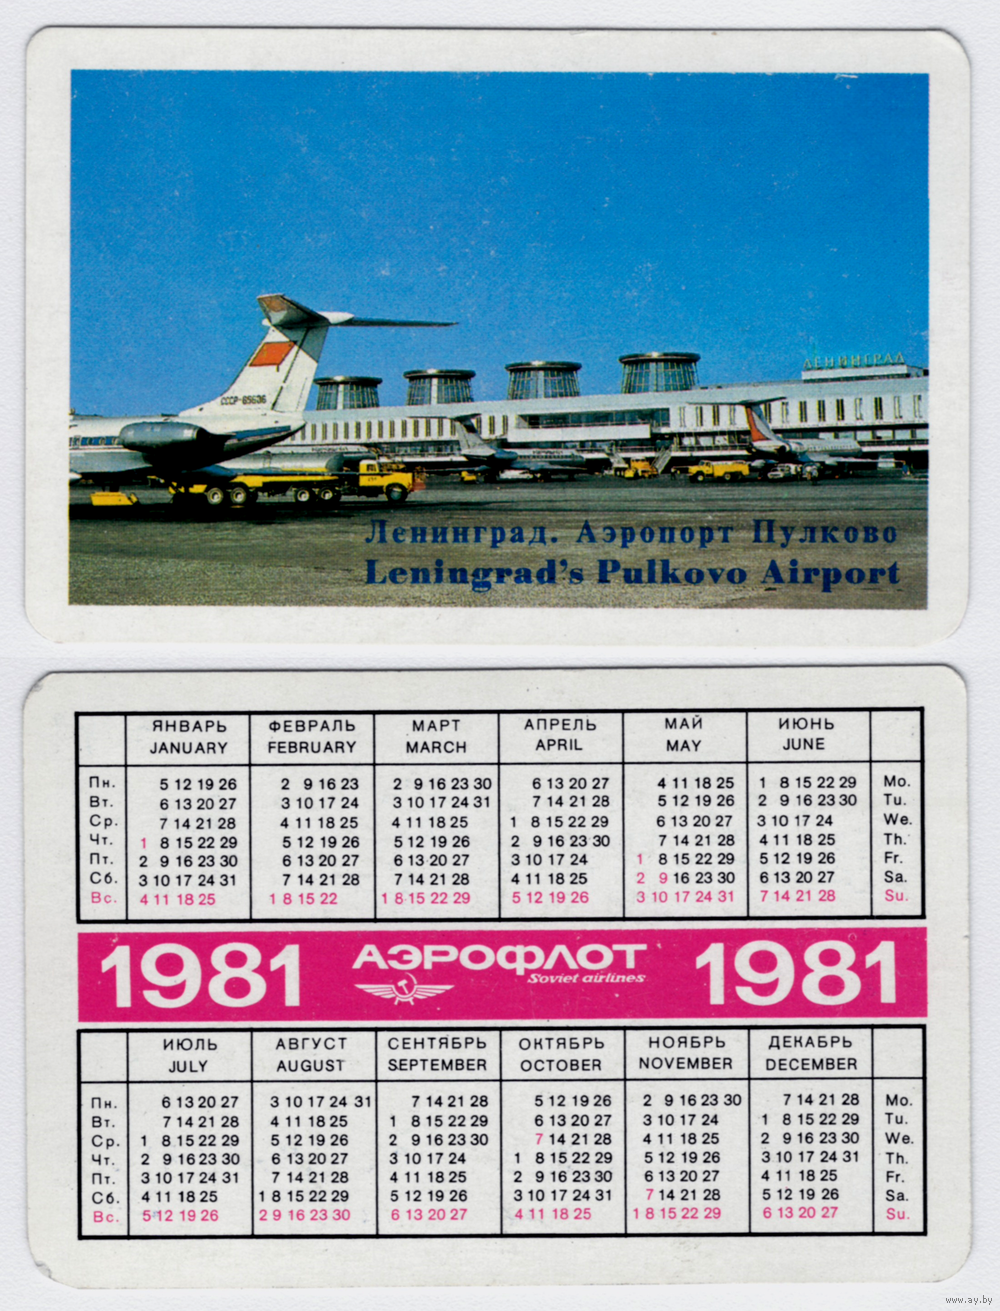 ЛЕНИНГРАД
СССР-65606
Ленинград. Аэропорт Пулково
Leningrad's Pulkovo Airport
ЯНВАРЬ ФЕВРАЛЬ МАРТ АПРЕЛЬ МАЙ ИЮНЬ
JANUARY FEBRUARY MARCH APRIL MAY JUNE
Пн. 5 12 19 26 2 9 16 23 2 9 16 23 30 6 13 20 27 4 11 18 25 1 8 15 22 29 Mo.
Вт. 6 13 20 27 3 10 17 24 3 10 17 24 31 7 14 21 28 5 12 19 26 2 9 16 23 30 Tu.
Ср. 7 14 21 28 4 11 18 25 4 11 18 25 1 8 15 22 29 6 13 20 27 3 10 17 24 We.
Чт. 1 8 15 22 29 5 12 19 26 5 12 19 26 2 9 16 23 30 7 14 21 28 4 11 18 25 Th.
Пт. 2 9 16 23 30 6 13 20 27 6 13 20 27 3 10 17 24 1 8 15 22 29 5 12 19 26 Fr.
Сб. 3 10 17 24 31 7 14 21 28 7 14 21 28 4 11 18 25 2 9 16 23 30 6 13 20 27 Sa.
Вс. 4 11 18 25 1 8 15 22 1 8 15 22 29 5 12 19 26 3 10 17 24 31 7 14 21 28 Su.
1981 АЭРОФЛОТ 1981
Soviet airlines
ИЮЛЬ АВГУСТ СЕНТЯБРЬ ОКТЯБРЬ НОЯБРЬ ДЕКАБРЬ
JULY AUGUST SEPTEMBER OCTOBER NOVEMBER DECEMBER
Пн. 6 13 20 27 3 10 17 24 31 7 14 21 28 5 12 19 26 2 9 16 23 30 7 14 21 28 Mo.
Вт. 7 14 21 28 4 11 18 25 1 8 15 22 29 6 13 20 27 3 10 17 24 1 8 15 22 29 Tu.
Ср. 1 8 15 22 29 5 12 19 26 2 9 16 23 30 7 14 21 28 4 11 18 25 2 9 16 23 30 We.
Чт. 2 9 16 23 30 6 13 20 27 3 10 17 24 1 8 15 22 29 5 12 19 26 3 10 17 24 31 Th.
Пт. 3 10 17 24 31 7 14 21 28 4 11 18 25 2 9 16 23 30 6 13 20 27 4 11 18 25 Fr.
Сб. 4 11 18 25 1 8 15 22 29 5 12 19 26 3 10 17 24 31 7 14 21 28 5 12 19 26 Sa.
Вс. 5 12 19 26 2 9 16 23 30 6 13 20 27 4 11 18 25 1 8 15 22 29 6 13 20 27 Su.
www.ay.by